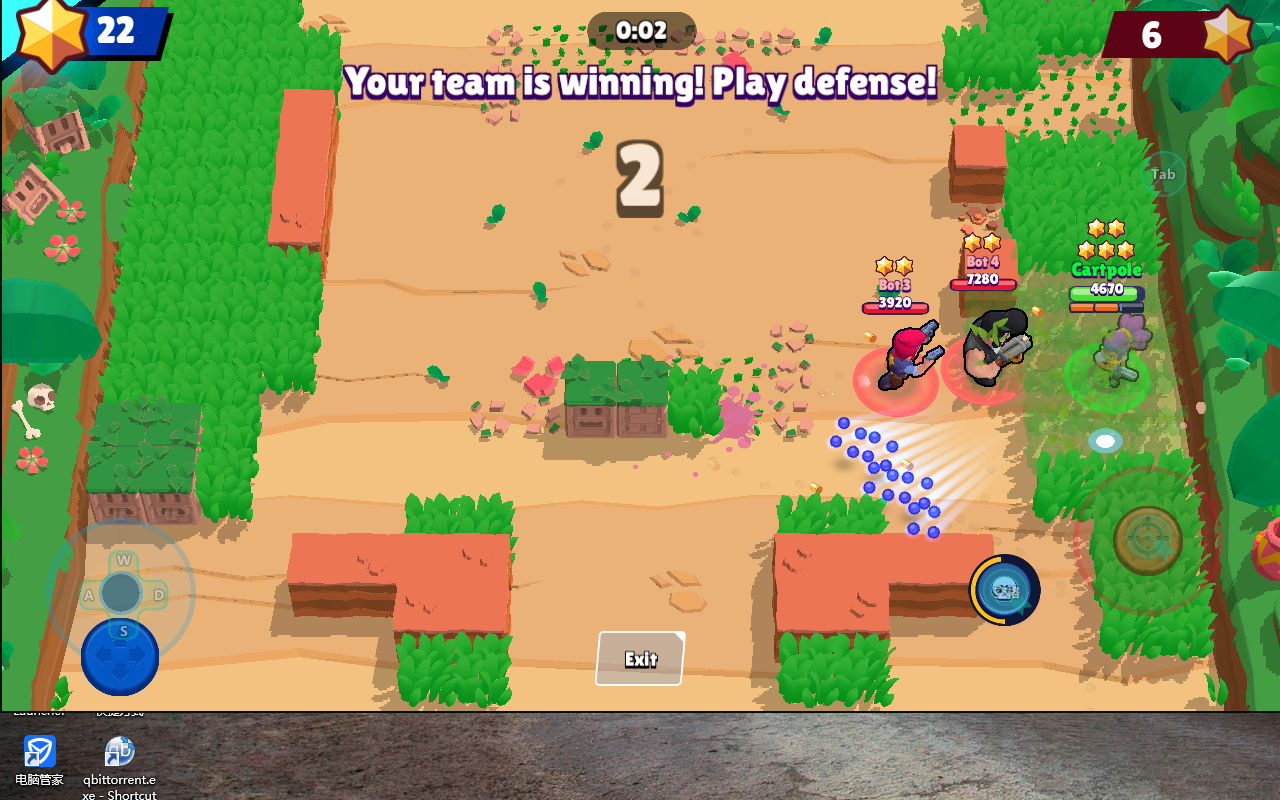 22
0:02
6
Your team is winning! Play defense!
2
Tab
Cartpole
4670
Bot 4
7280
Bot 3
3920
W
A
D
S
Exit
电脑管家
qbittorrent.e
xe - Shortcut